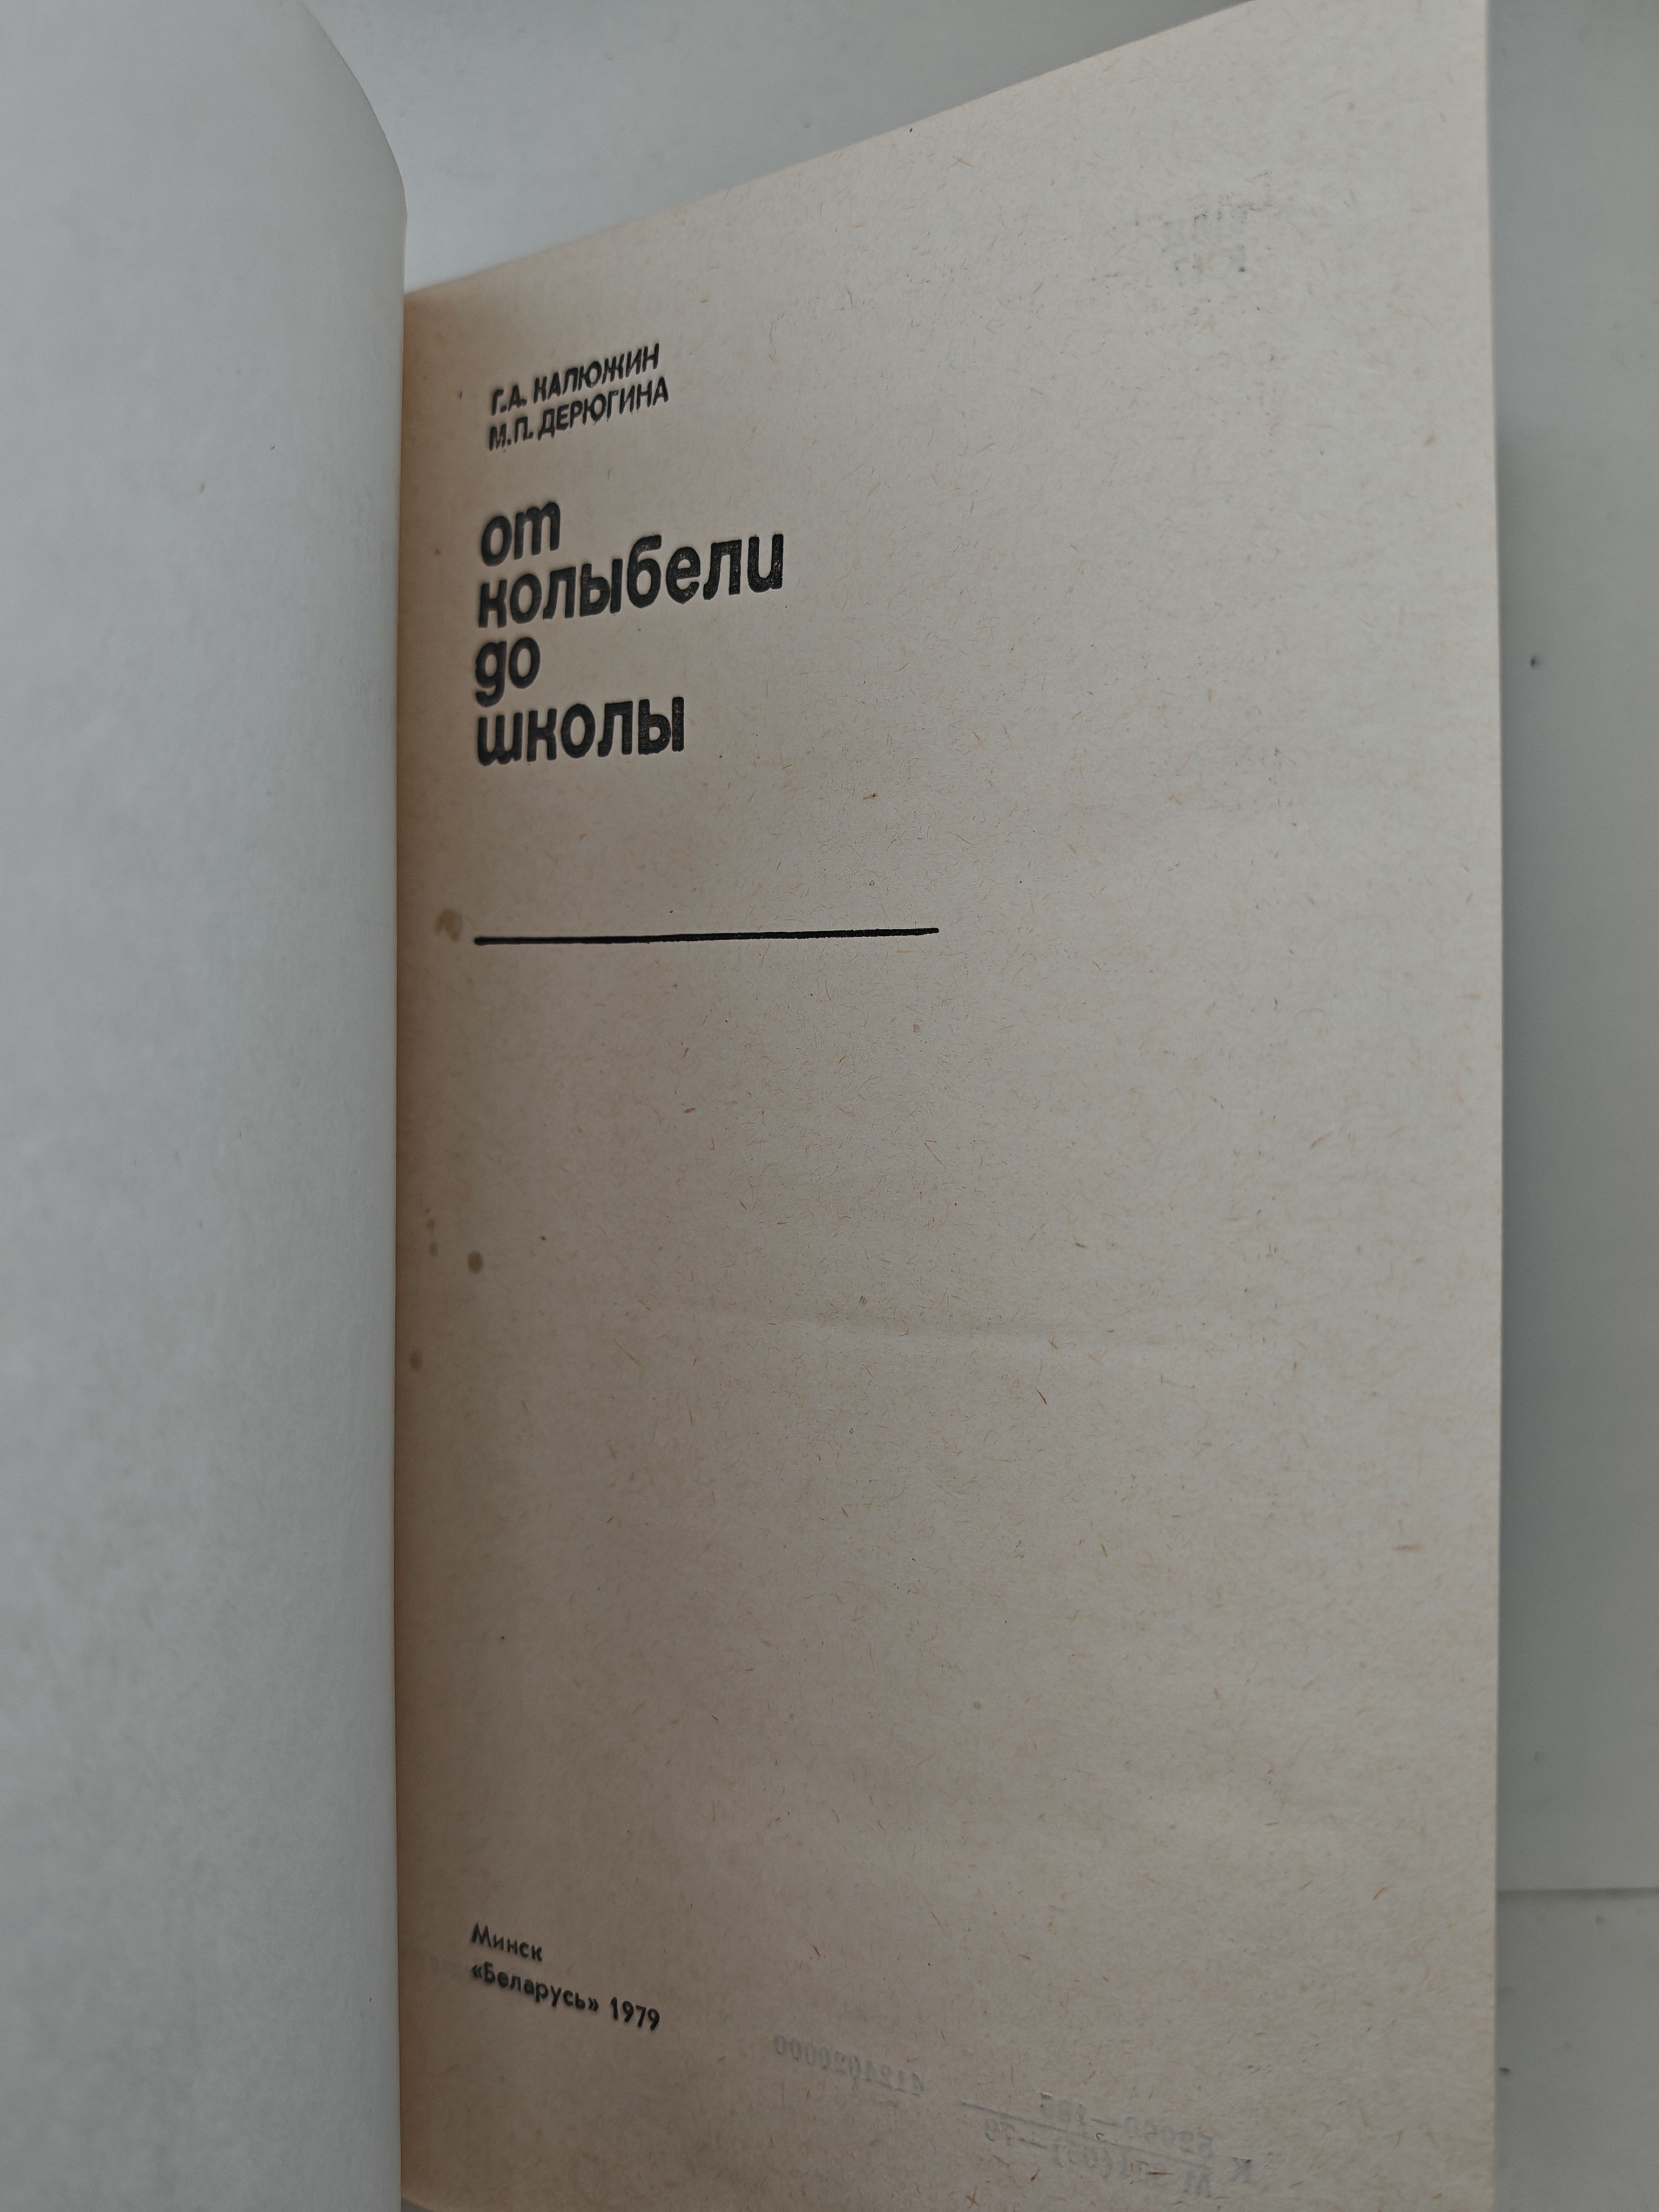 Г.А. КАЛЮЖИН
М.П. ДЕРЮГИНА
от
колыбели
до
школы
Минск
«Беларусь» 1979